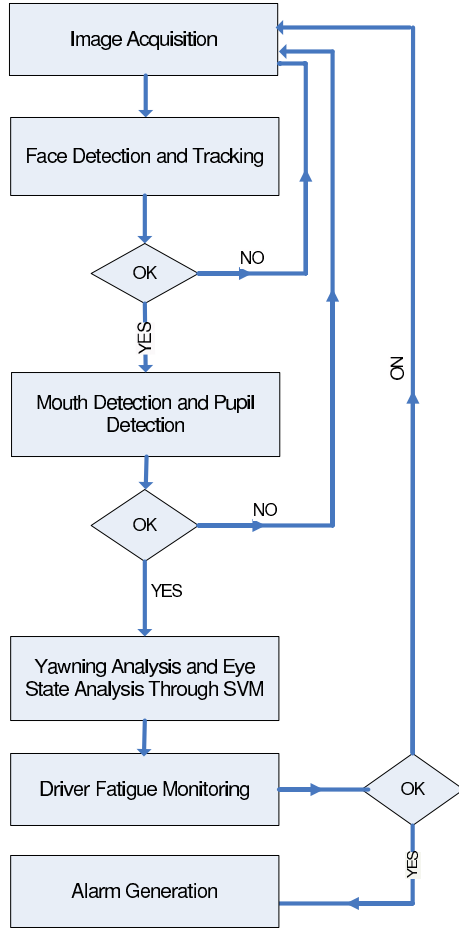 Image Acquisition
Face Detection and Tracking
OK
NO
YES
Mouth Detection and Pupil
Detection
OK
NO
YES
Yawning Analysis and Eye
State Analysis Through SVM
Driver Fatigue Monitoring
OK
NO
YES
Alarm Generation